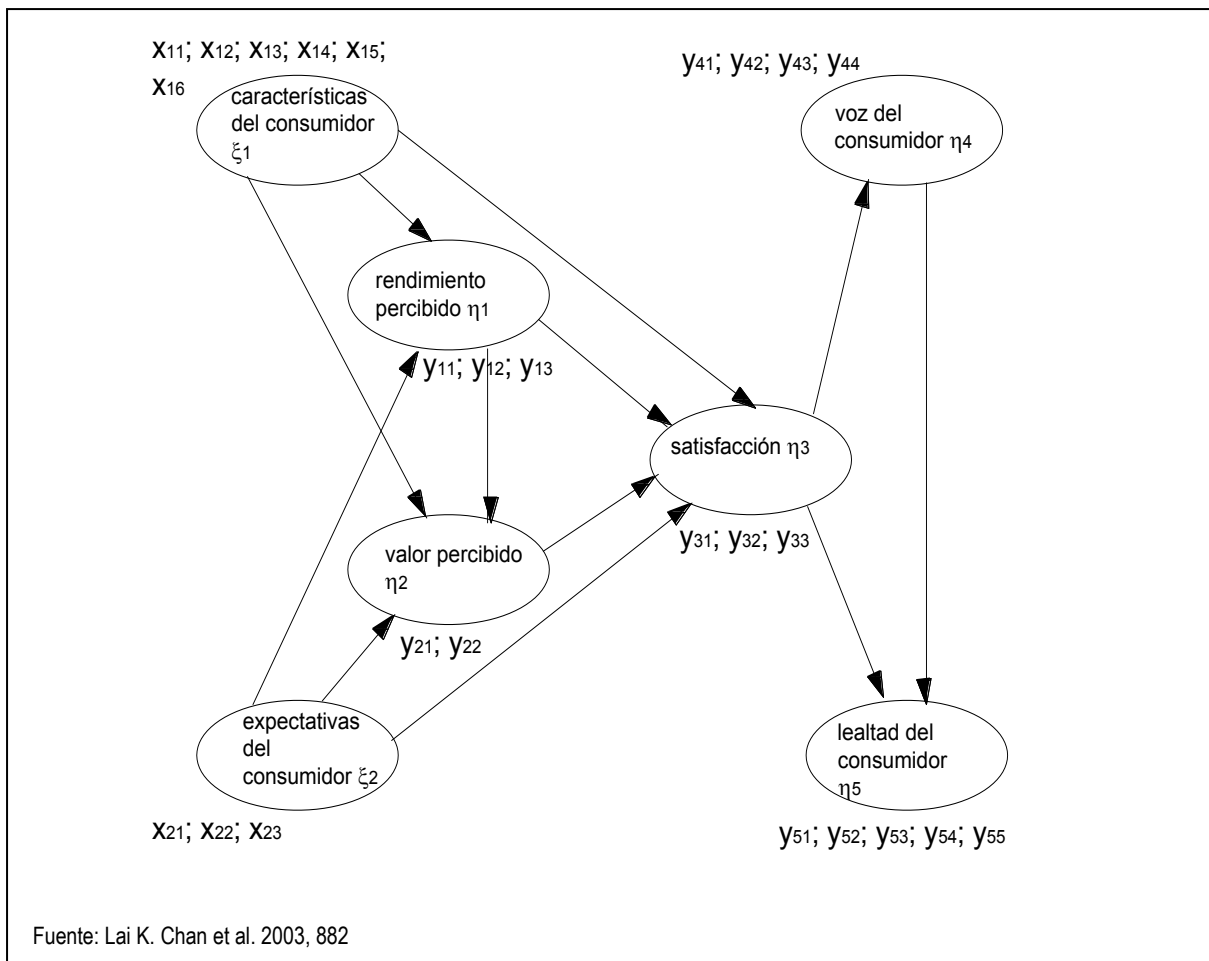 x11; x12; x13; x14; x15;
x16
característisticas
del consumidor
ξ1
y41; y42; y43; y44
voz del
consumidor η4
rendimiento
percibido η1
y11; y12; y13
satisfacción η3
y31; y32; y33
valor percibido
η2
y21; y22
expectativas
del
consumidor ξ2
x21; x22; x23
lealtad del
consumidor
η5
y51; y52; y53; y54; y55
Fuente: Lai K. Chan et al. 2003, 882